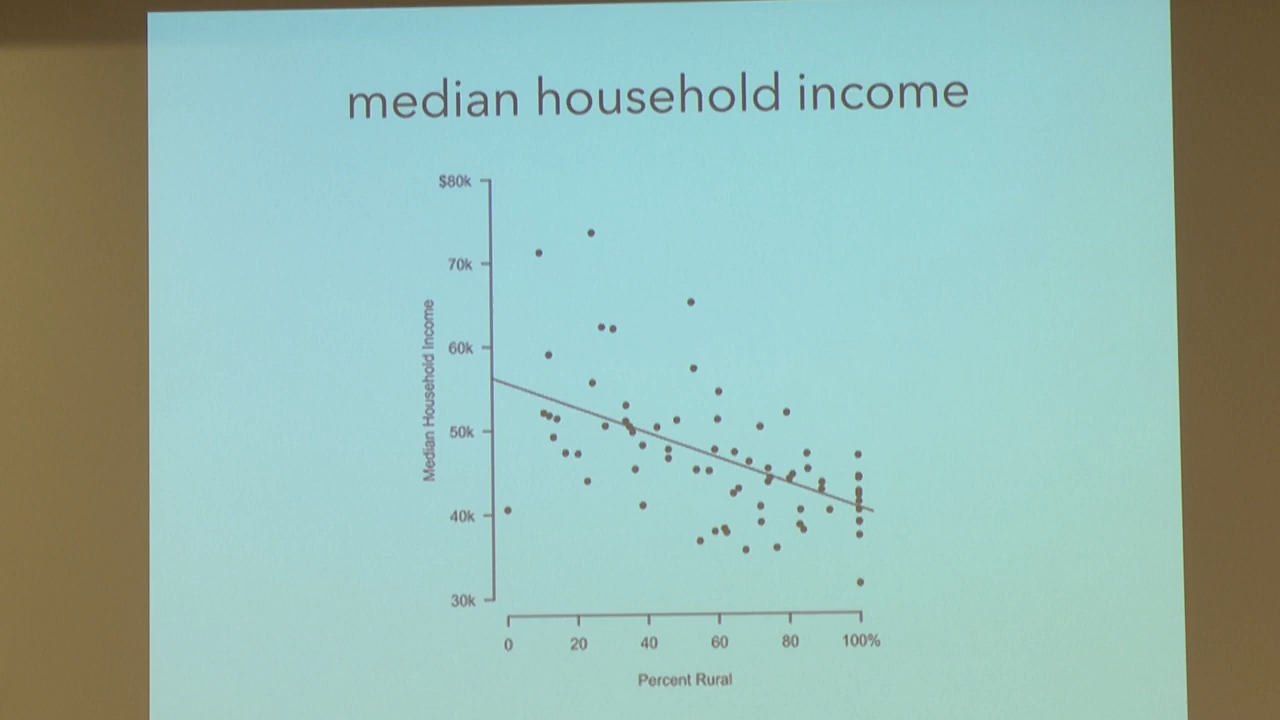 median household income
$80k
70k
60k
50k
40k
30k
Median Household Income
0 20 40 60 80 100%
Percent Rural